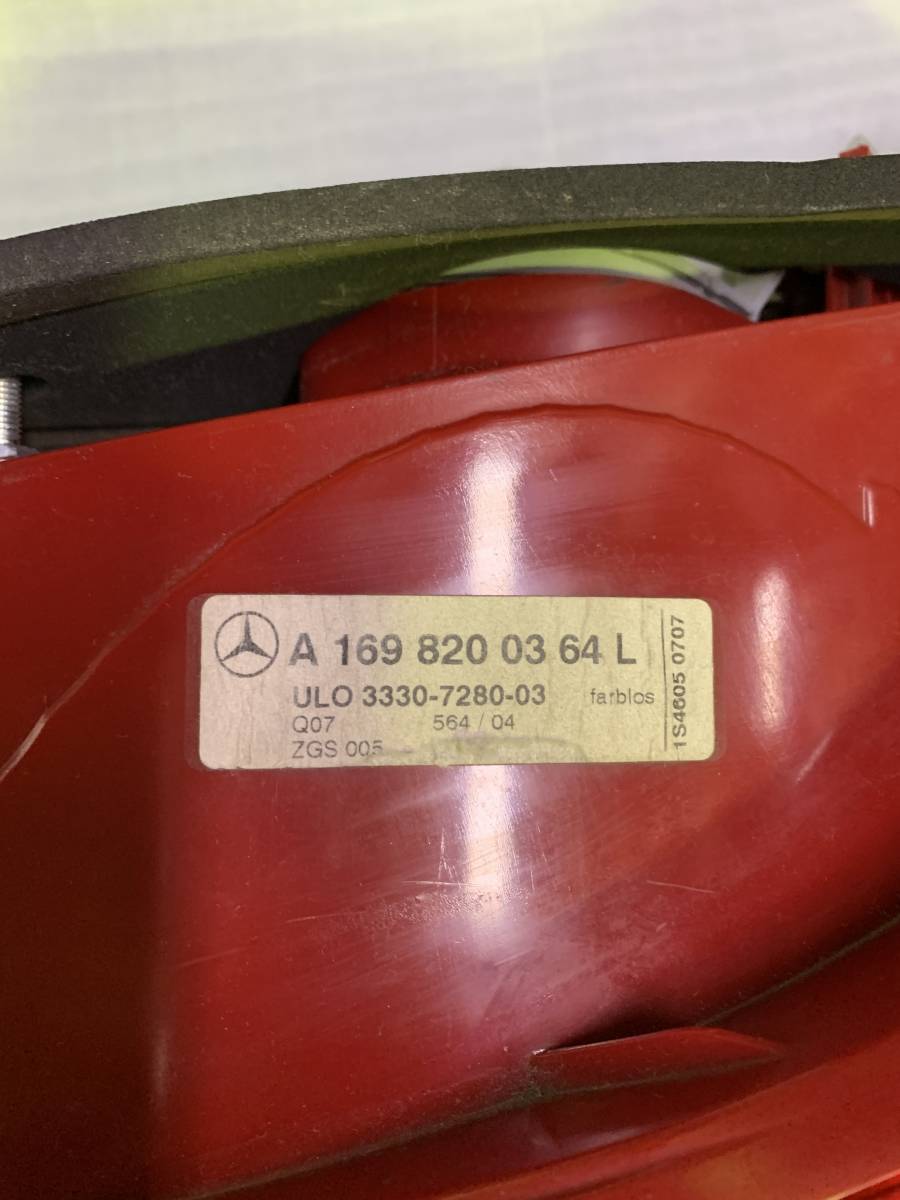 A 169 820 03 64 L
ULO 3330-7280-03 farblos
Q07 564 / 04
ZGS 005
1S4605 0707